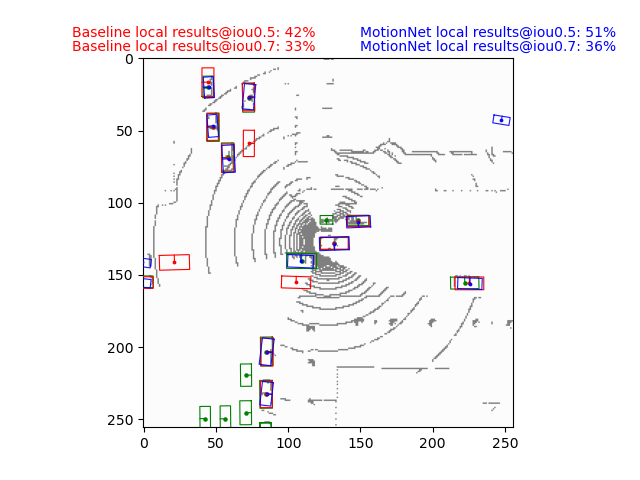 Baseline local results@iou0.5: 42% MotionNet local results@iou0.5: 51%
Baseline local results@iou0.7: 33% MotionNet local results@iou0.7: 36%
0
50
100
150
200
250
0 50 100 150 200 250